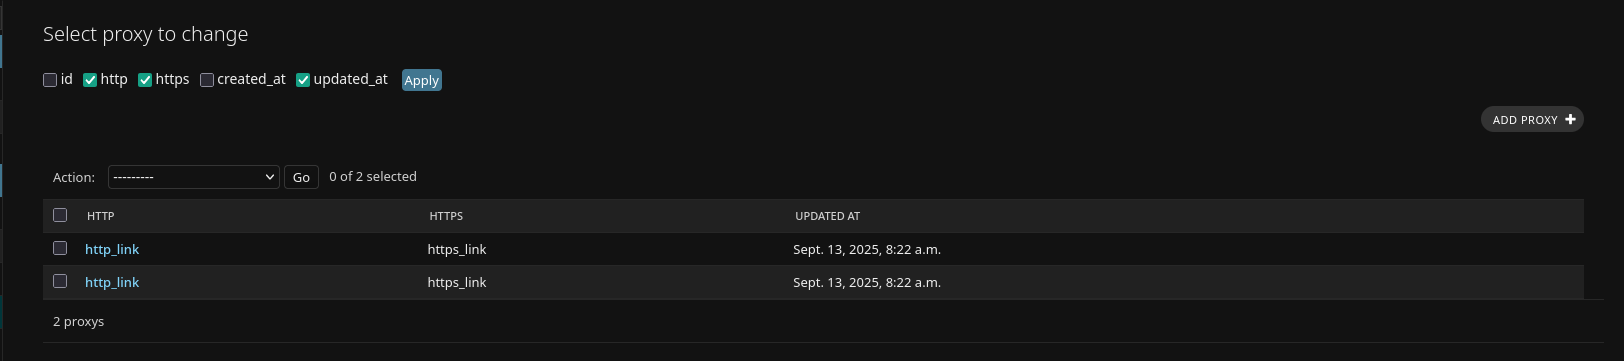 Select proxy to change
id http https created_at updated_at Apply
ADD PROXY
Action: --------- Go 0 of 2 selected
HTTP HTTPS UPDATED AT
http_link https_link Sept. 13, 2025, 8:22 a.m.
http_link https_link Sept. 13, 2025, 8:22 a.m.
2 proxys